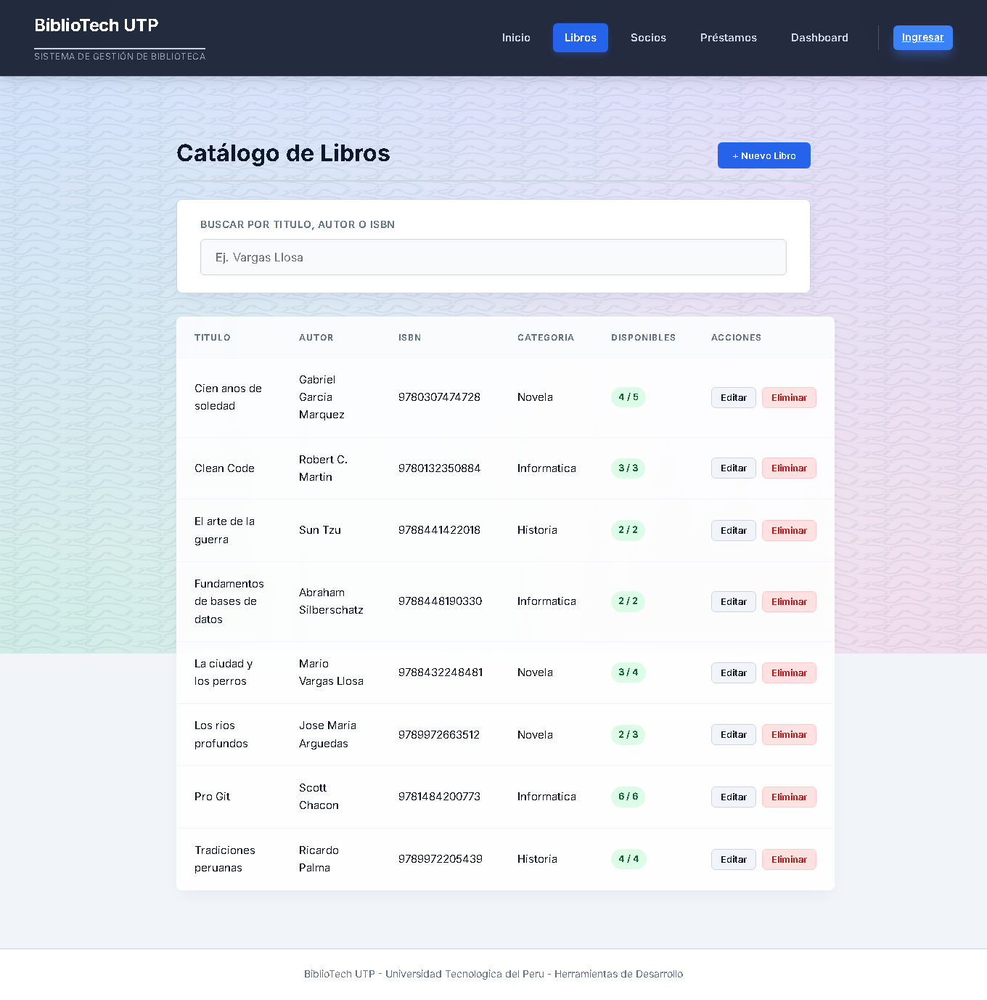 BiblioTech UTP
SISTEMA DE GESTIÓN DE BIBLIOTECA
Inicio
Libros
Socios
Préstamos
Dashboard
Ingresar
Catálogo de Libros
+ Nuevo Libro
BUSCAR POR TITULO, AUTOR O ISBN
Ej. Vargas Llosa
TITULO AUTOR ISBN CATEGORIA DISPONIBLES ACCIONES
Cien anos de
soledad
Gabriel
Garcia
Marquez
9780307474728
Novela
4 / 5
Editar
Eliminar
Clean Code
Robert C.
Martin
9780132350884
Informatica
3 / 3
Editar
Eliminar
El arte de la
guerra
Sun Tzu
9788441422018
Historia
2 / 2
Editar
Eliminar
Fundamentos
de bases de
datos
Abraham
Silberschatz
9788448190330
Informatica
2 / 2
Editar
Eliminar
La ciudad y
los perros
Mario
Vargas Llosa
9788432248481
Novela
3 / 4
Editar
Eliminar
Los rios
profundos
Jose Maria
Arguedas
9789972663512
Novela
2 / 3
Editar
Eliminar
Pro Git
Scott
Chacon
9781484200773
Informatica
6 / 6
Editar
Eliminar
Tradiciones
peruanas
Ricardo
Palma
9789972205439
Historia
4 / 4
Editar
Eliminar
BiblioTech UTP - Universidad Tecnologica del Peru - Herramientas de Desarrollo